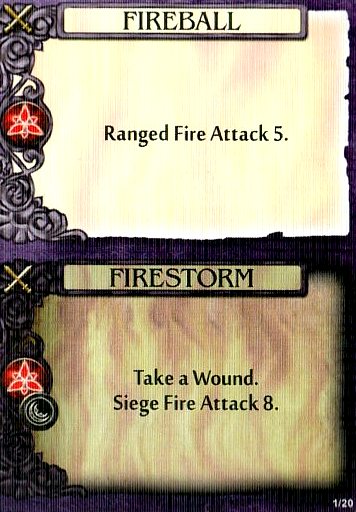 FIREBALL
Ranged Fire Attack 5.
FIRESTORM
Take a Wound.
Siege Fire Attack 8.
1/20